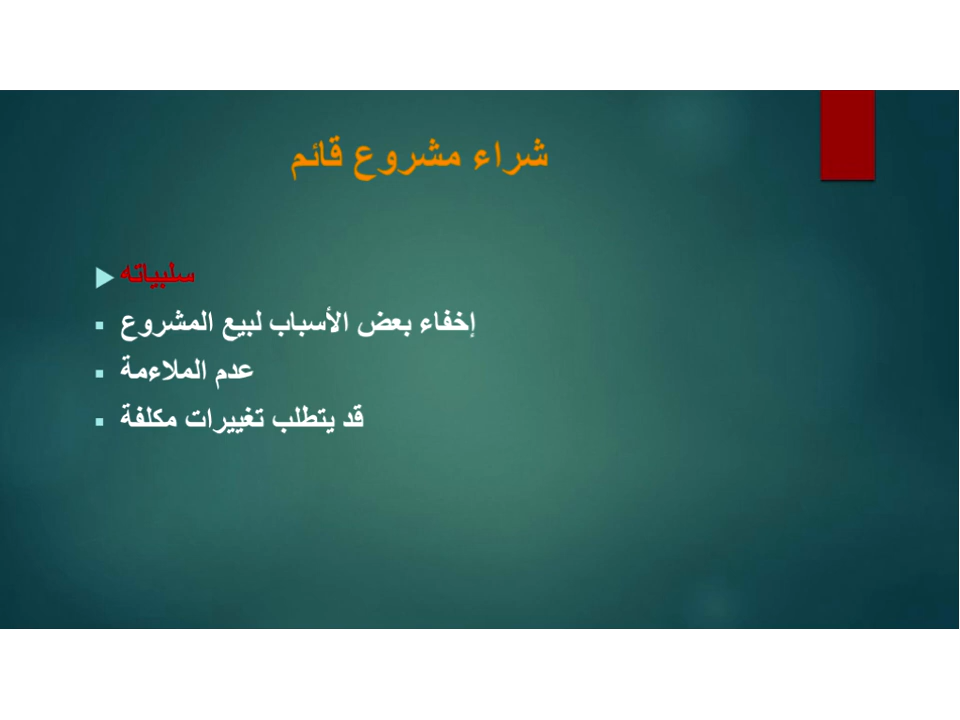 شراء مشروع قائم
سلبياته
إخفاء بعض الأسباب لبيع المشروع
عدم الملاءمة
قد يتطلب تغييرات مكلفة